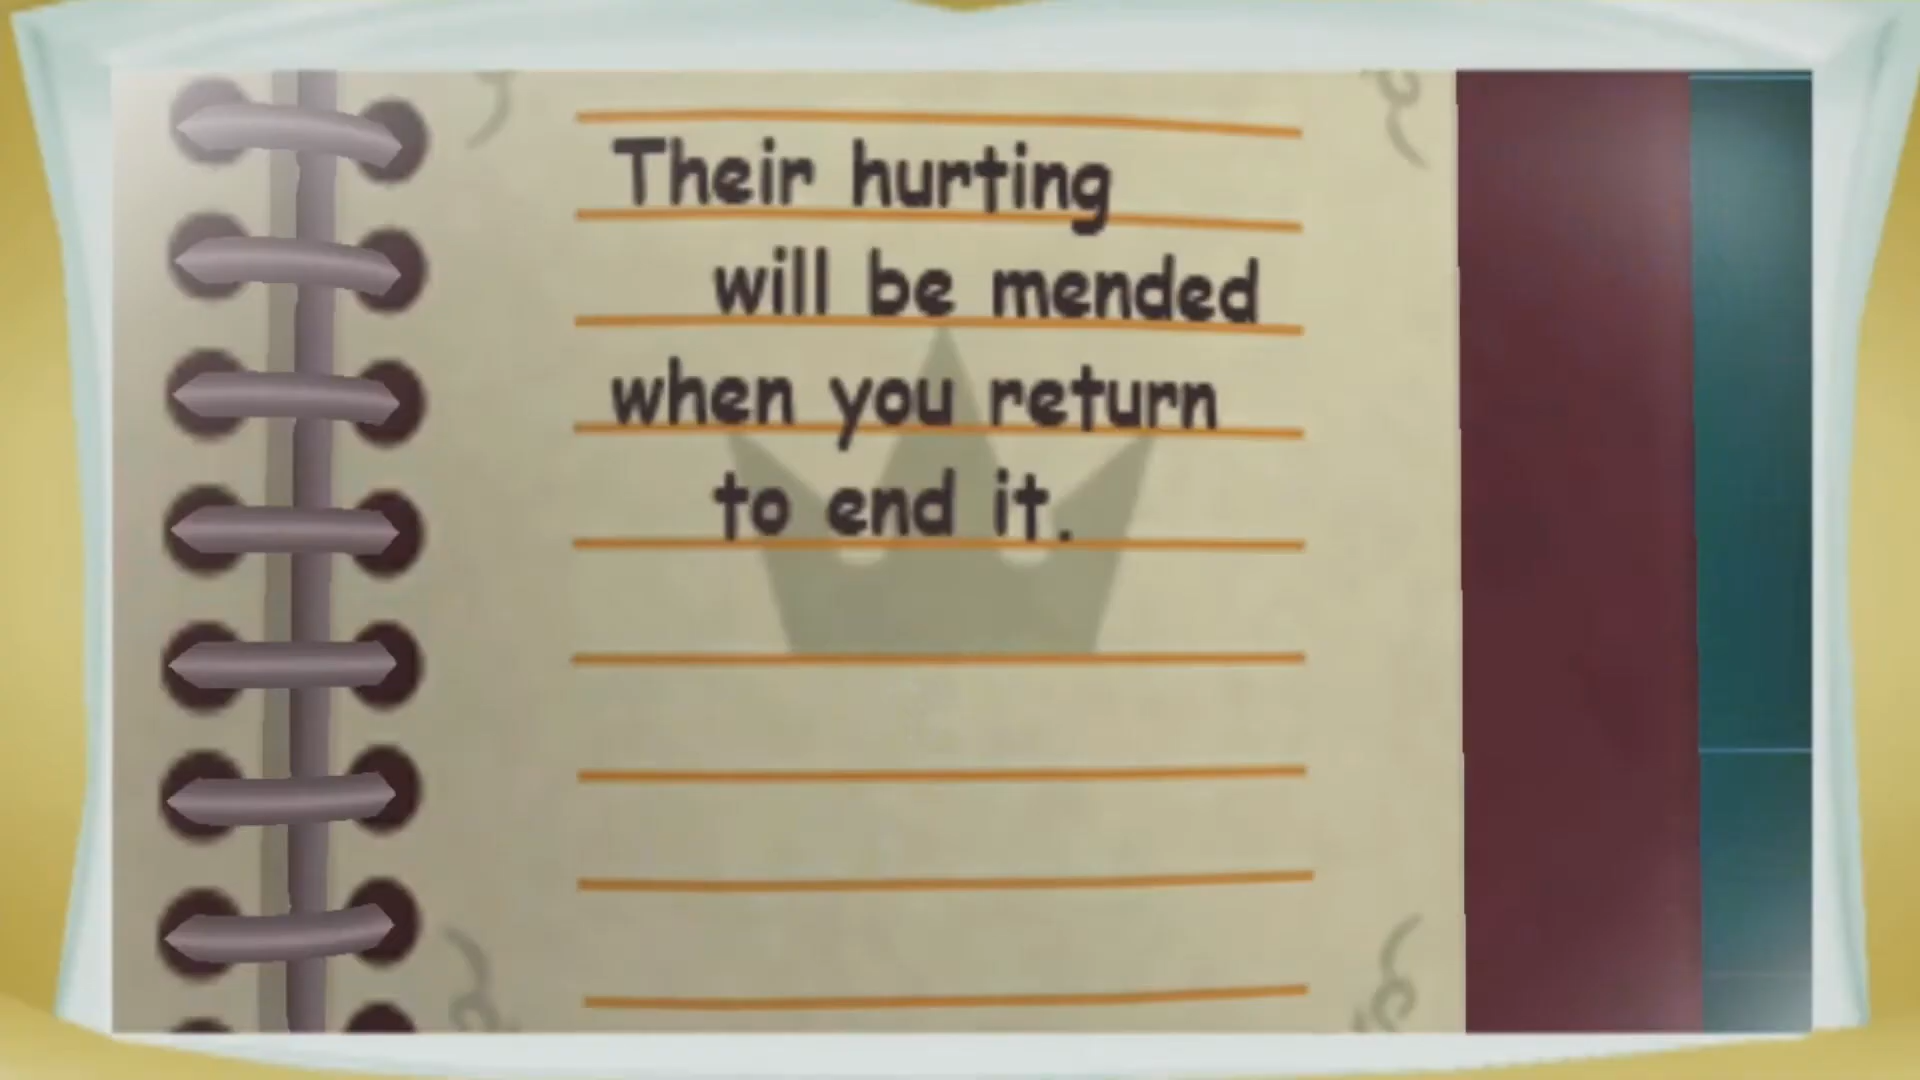 Their hurting
will be mended
when you return
to end it.